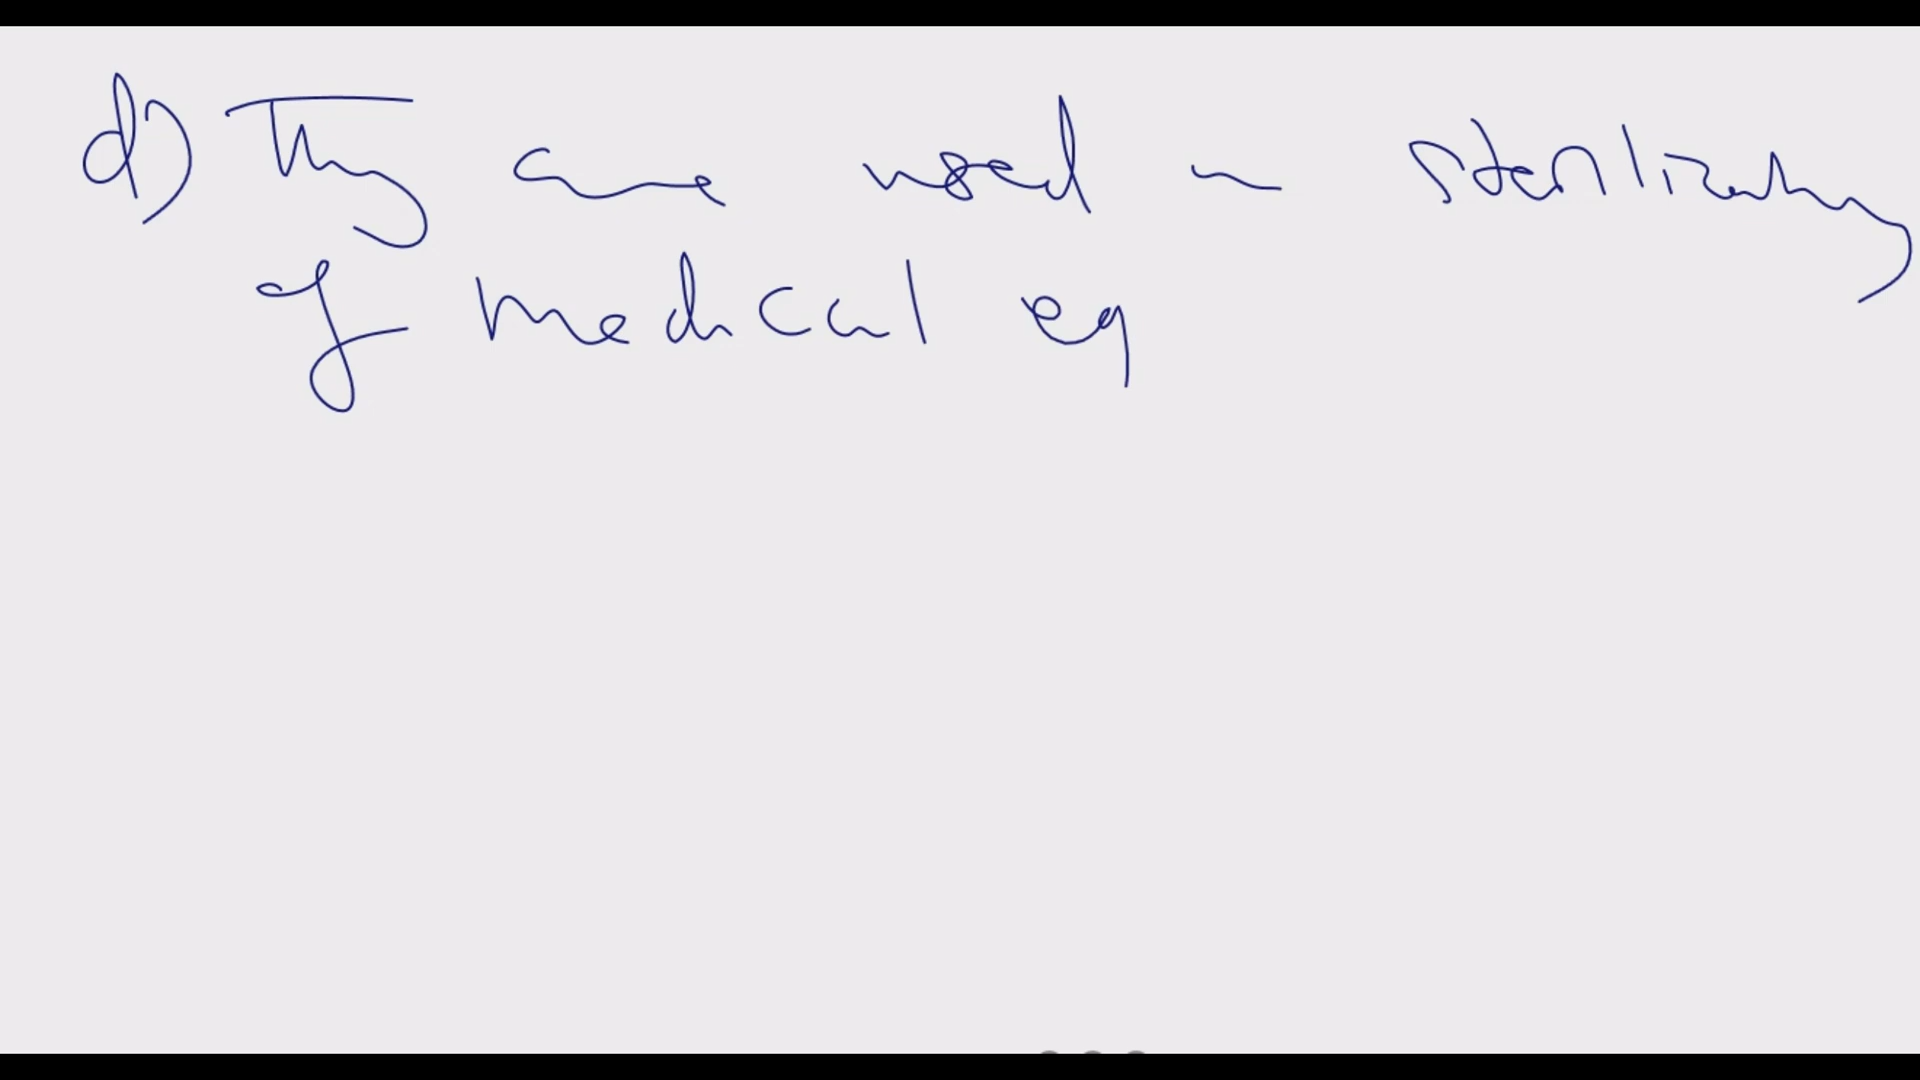 d) They are used in sterilizing
of medical eq